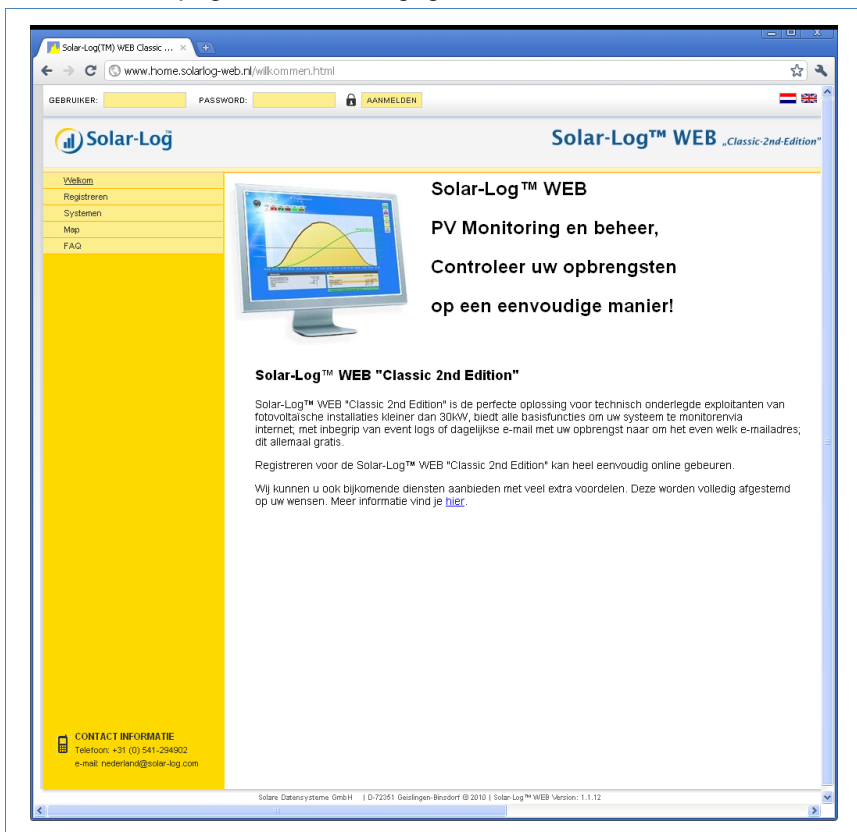 Solar-Log(TM) WEB Classic ...
www.home.solarlog-web.nl/wilkommen.html
GEBRUIKER: PASSWORD: AANMELDEN
Solar-Log™
Solar-Log™ WEB „Classic-2nd-Edition"
Welkom
Registreren
Systemen
Map
FAQ
Solar-Log™ WEB
PV Monitoring en beheer,
Controleer uw opbrengsten
op een eenvoudige manier!
Solar-Log™ WEB "Classic 2nd Edition"
Solar-Log™ WEB "Classic 2nd Edition" is de perfecte oplossing voor technisch onderlegde exploitanten van
fotovoltaïsche installaties kleiner dan 30kW, biedt alle basisfuncties om uw systeem te monitorenvia
internet; met inbegrip van event logs of dagelijkse e-mail met uw opbrengst naar om het even welk e-mailadres;
dit allemaal gratis.
Registreren voor de Solar-Log™ WEB "Classic 2nd Edition" kan heel eenvoudig online gebeuren.
Wij kunnen u ook bijkomende diensten aanbieden met veel extra voordelen. Deze worden volledig afgestemd
op uw wensen. Meer informatie vind je hier.
CONTACT INFORMATIE
Telefoon: +31 (0) 541-294902
e-mail: nederland@solar-log.com
Solare Datensysteme GmbH | D-72351 Geislingen-Binsdorf © 2010 | Solar-Log™ WEB Version: 1.1.12